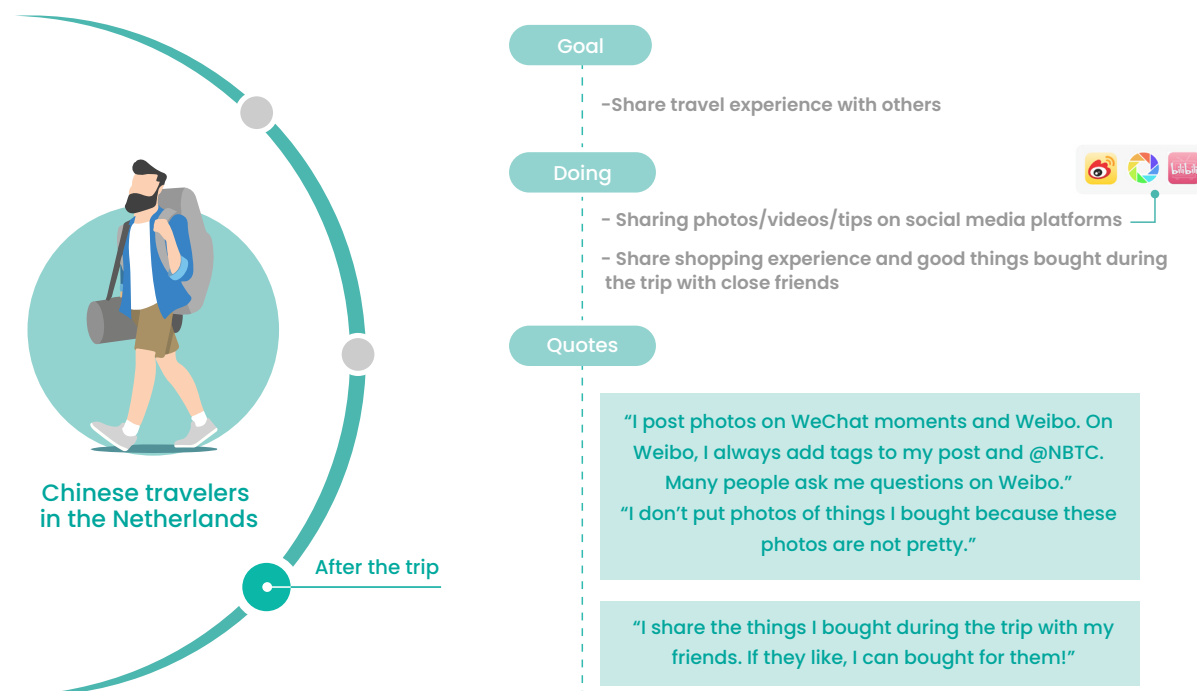 Goal
-Share travel experience with others
Doing
bilibili
- Sharing photos/videos/tips on social media platforms
- Share shopping experience and good things bought during
the trip with close friends
Quotes
“I post photos on WeChat moments and Weibo. On
Weibo, I always add tags to my post and @NBTC.
Many people ask me questions on Weibo.”
“I don’t put photos of things I bought because these
photos are not pretty.”
“I share the things I bought during the trip with my
friends. If they like, I can bought for them!”
Chinese travelers
in the Netherlands
After the trip